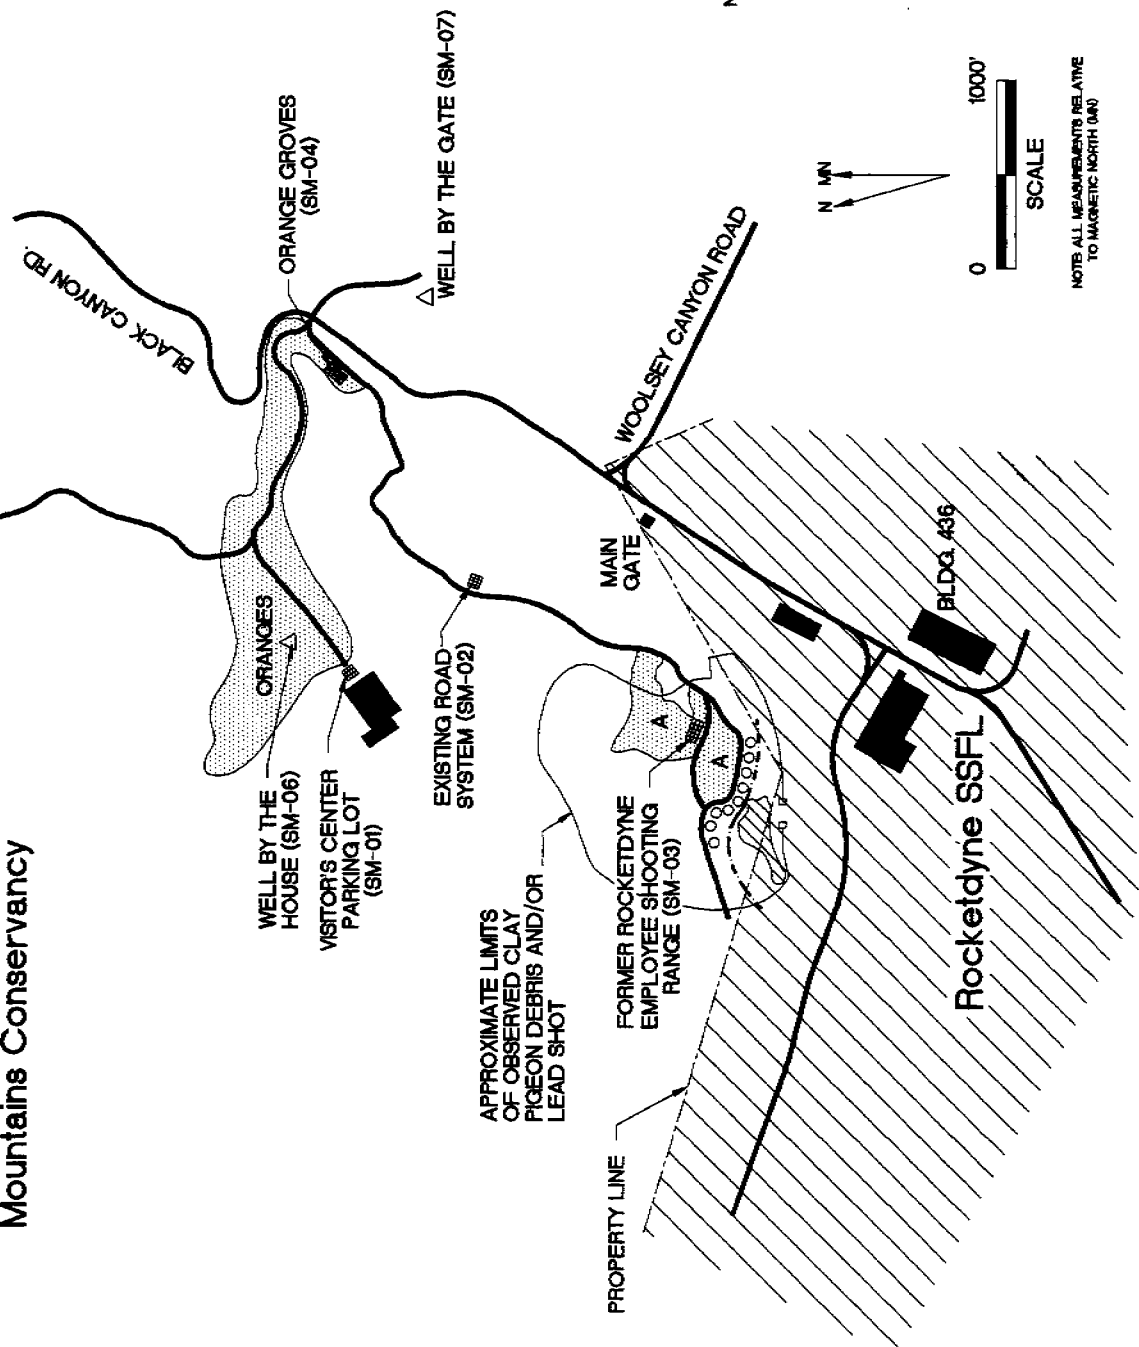 Mountains Conservancy
BLACK CANYON RD.
ORANGE GROVES
(SM-04)
WELL BY THE GATE (SM-07)
ORANGES
WELL BY THE
HOUSE (SM-06)
VISITOR'S CENTER
PARKING LOT
(SM-01)
EXISTING ROAD
SYSTEM (SM-02)
WOOLSEY CANYON ROAD
MAIN
GATE
APPROXIMATE LIMITS
OF OBSERVED CLAY
PIGEON DEBRIS AND/OR
LEAD SHOT
A
A
FORMER ROCKETDYNE
EMPLOYEE SHOOTING
RANGE (SM-03)
PROPERTY LINE
BLDG. 436
Rocketdyne SSFL
N MN
0 1000'
SCALE
NOTE: ALL MEASUREMENTS RELATIVE
TO MAGNETIC NORTH (MN)